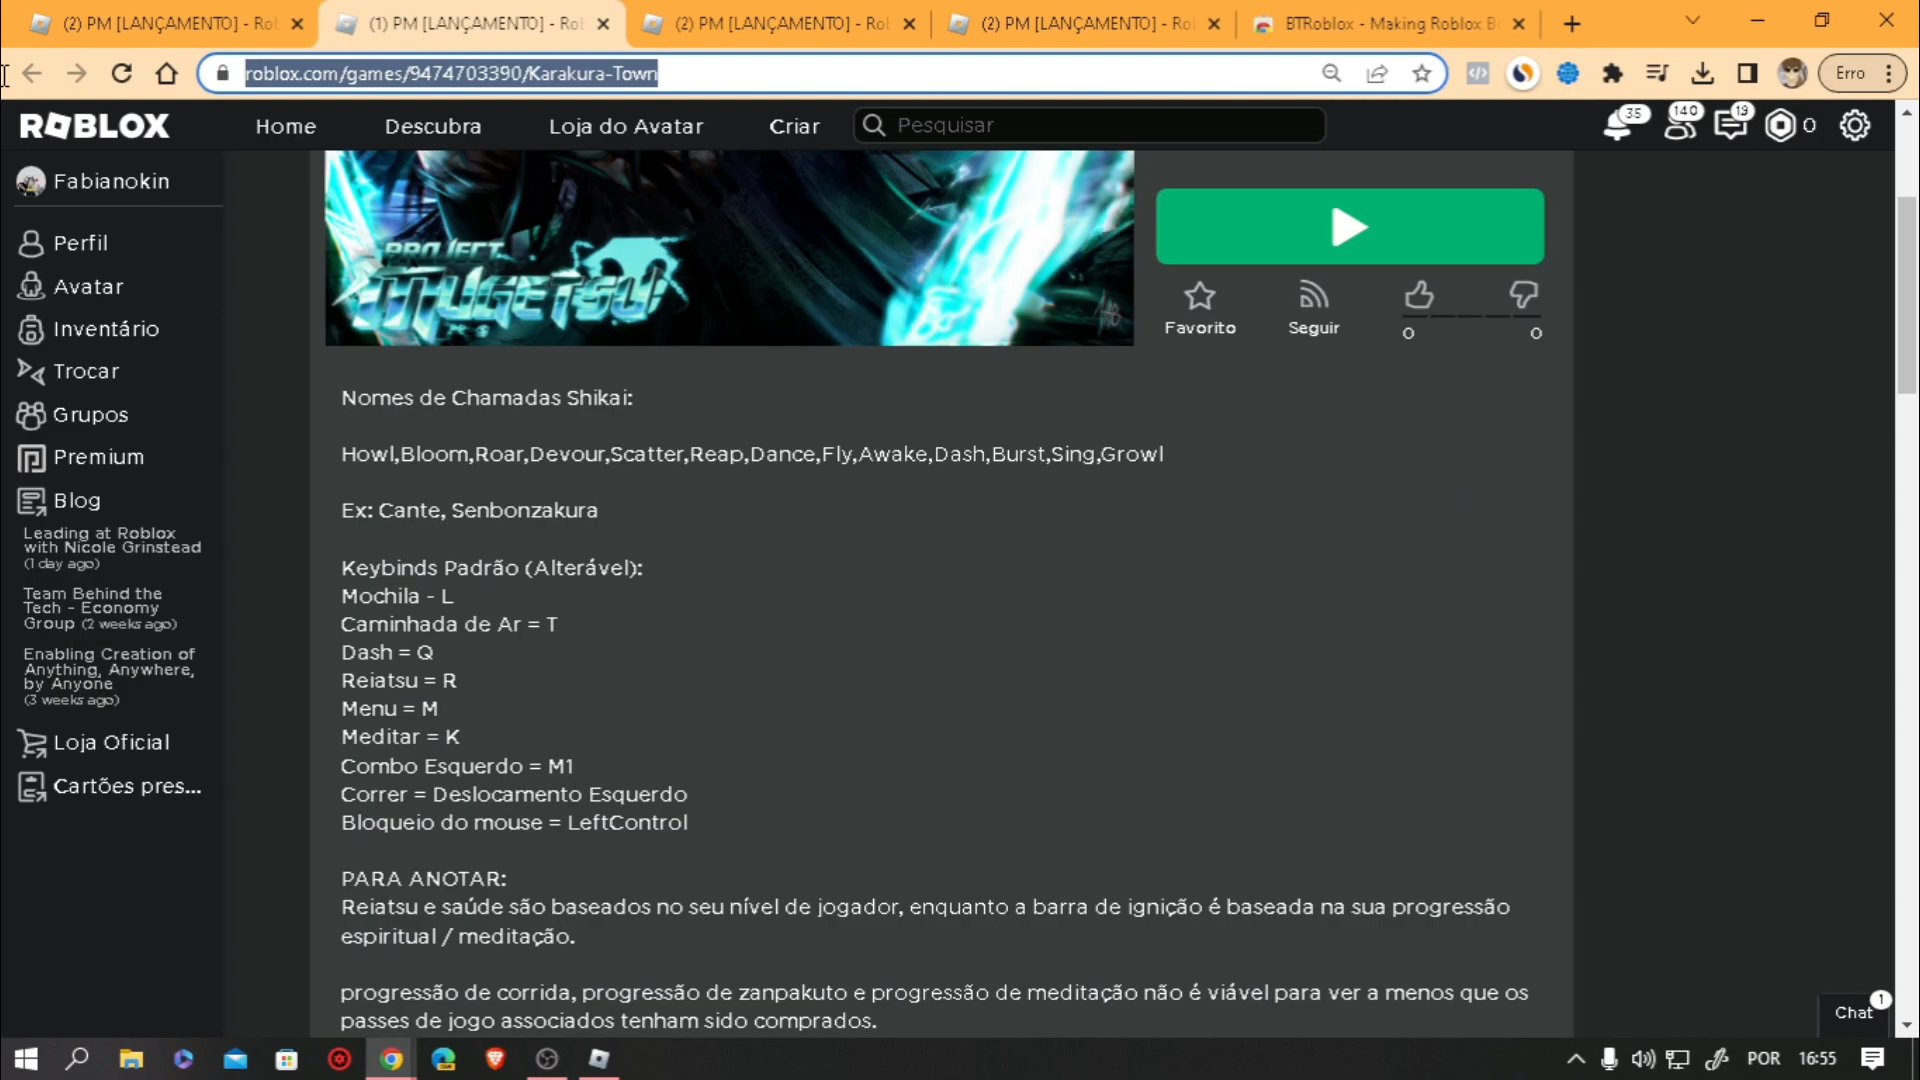 (2) PM [LANÇAMENTO] - Rob
(1) PM [LANÇAMENTO] - Rob
(2) PM [LANÇAMENTO] - Rob
(2) PM [LANÇAMENTO] - Rob
BTRoblox - Making Roblox B
roblox.com/games/9474703390/Karakura-Town
Erro
ROBLOX
Home
Descubra
Loja do Avatar
Criar
Pesquisar
35
140
19
0
Fabianokin
Perfil
Avatar
Inventário
Trocar
Grupos
Premium
Blog
Leading at Roblox
with Nicole Grinstead
(1 day ago)
Team Behind the
Tech - Economy
Group (2 weeks ago)
Enabling Creation of
Anything, Anywhere,
by Anyone
(3 weeks ago)
Loja Oficial
Cartões pres...
PROJECT
MUGETSU
Favorito
Seguir
0
0
Nomes de Chamadas Shikai:
Howl,Bloom,Roar,Devour,Scatter,Reap,Dance,Fly,Awake,Dash,Burst,Sing,Growl
Ex: Cante, Senbonzakura
Keybinds Padrão (Alterável):
Mochila - L
Caminhada de Ar = T
Dash = Q
Reiatsu = R
Menu = M
Meditar = K
Combo Esquerdo = M1
Correr = Deslocamento Esquerdo
Bloqueio do mouse = LeftControl
PARA ANOTAR:
Reiatsu e saúde são baseados no seu nível de jogador, enquanto a barra de ignição é baseada na sua progressão
espiritual / meditação.
progressão de corrida, progressão de zanpakuto e progressão de meditação não é viável para ver a menos que os
passes de jogo associados tenham sido comprados.
Chat
1
POR
16:55